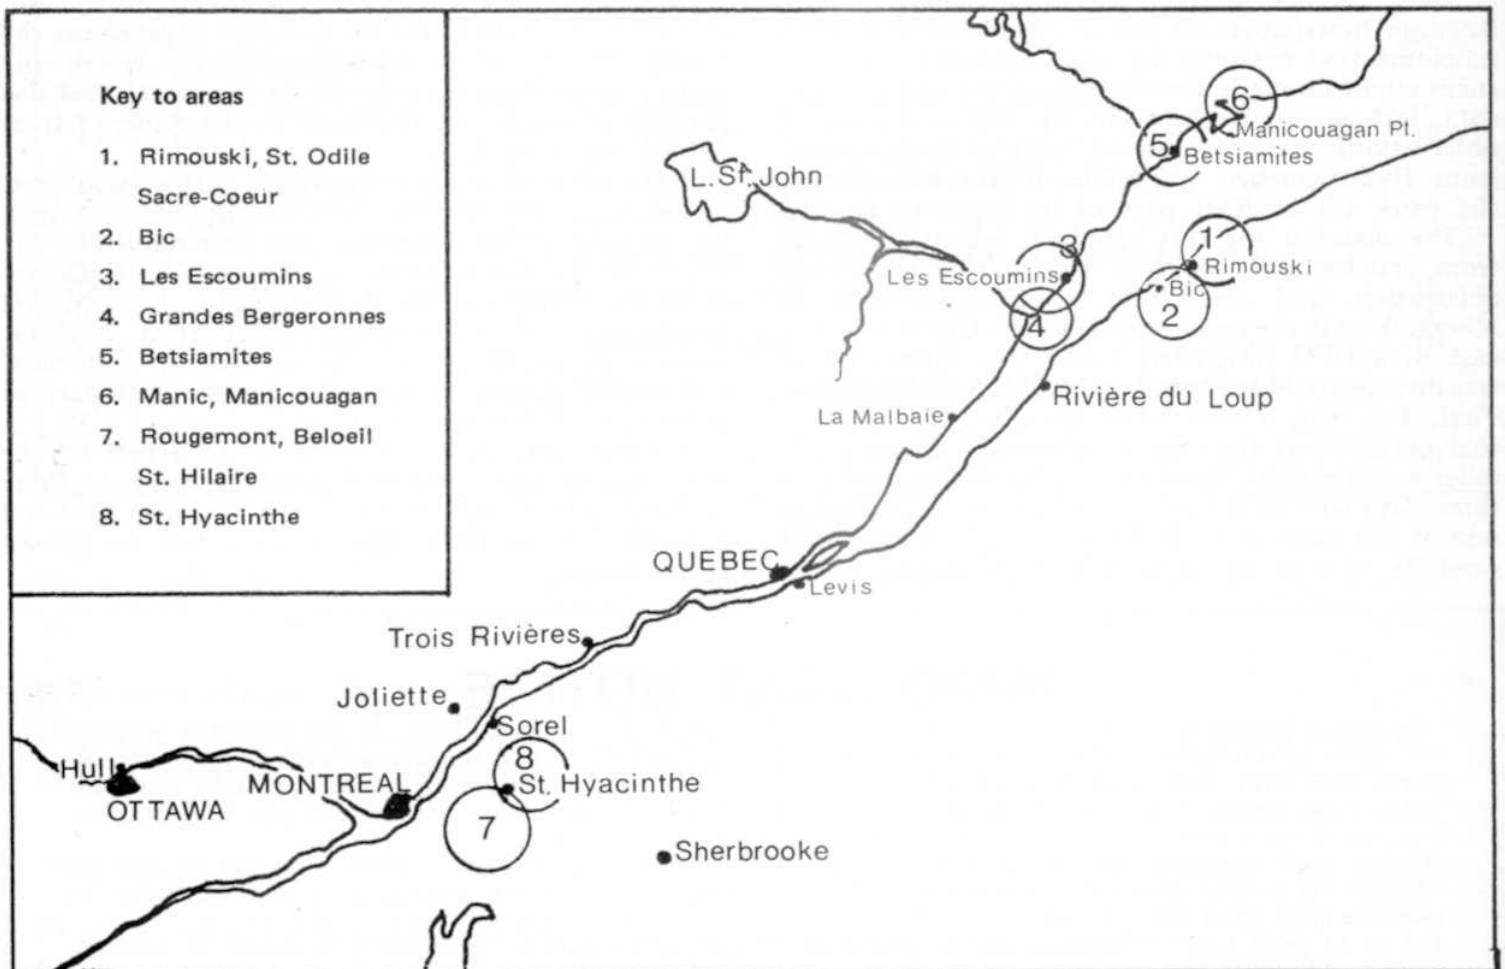 Key to areas
1. Rimouski, St. Odile
Sacre-Coeur
2. Bic
3. Les Escoumins
4. Grandes Bergeronnes
5. Betsiamites
6. Manic, Manicouagan
7. Rougemont, Beloeil
St. Hilaire
8. St. Hyacinthe
6
Manicouagan Pt.
5
Betsiamites
L. St. John
3
1
Les Escoumins
Rimouski
Bic
4
2
Rivière du Loup
La Malbaie
QUEBEC
Levis
Trois Rivières
Joliette
Sorel
8
Hull
MONTREAL
St. Hyacinthe
OTTAWA
7
Sherbrooke